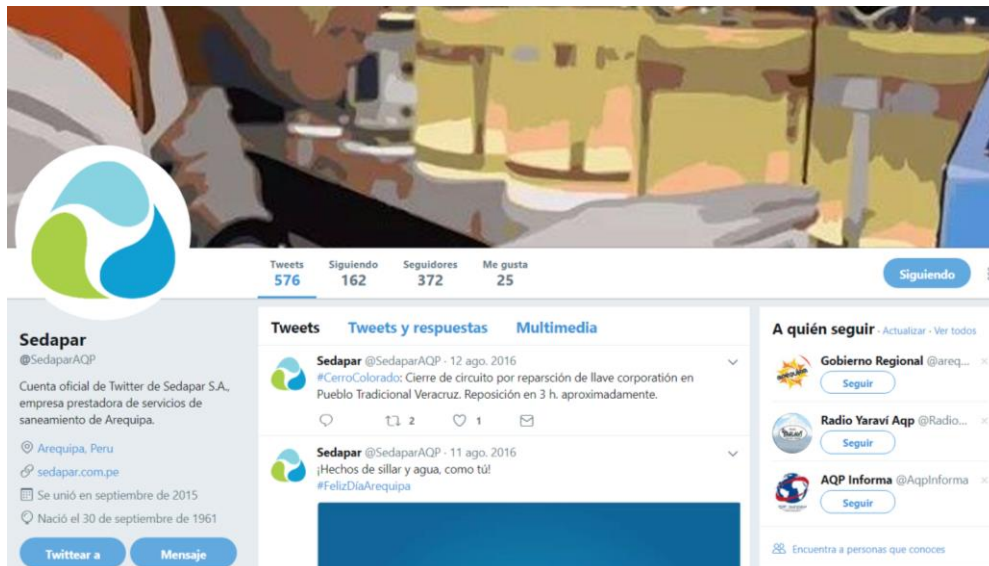 Tweets Siguiendo Seguidores Me gusta
576 162 372 25
Siguiendo
Sedapar
@SedaparAQP
Cuenta oficial de Twitter de Sedapar S.A.,
empresa prestadora de servicios de
saneamiento de Arequipa.
Arequipa, Peru
sedapar.com.pe
Se unió en septiembre de 2015
Nació el 30 de septiembre de 1961
Twittear a Mensaje
Tweets Tweets y respuestas Multimedia
Sedapar @SedaparAQP · 12 ago. 2016
#CerroColorado: Cierre de circuito por reparsción de llave corporatión en
Pueblo Tradicional Veracruz. Reposición en 3 h. aproximadamente.
2 1
Sedapar @SedaparAQP · 11 ago. 2016
¡Hechos de sillar y agua, como tú!
#FelizDíaArequipa
A quién seguir · Actualizar · Ver todos
Gobierno Regional @areq...
Seguir
Radio Yaraví Aqp @Radio...
Seguir
AQP Informa @AqpInforma
Seguir
Encuentra a personas que conoces